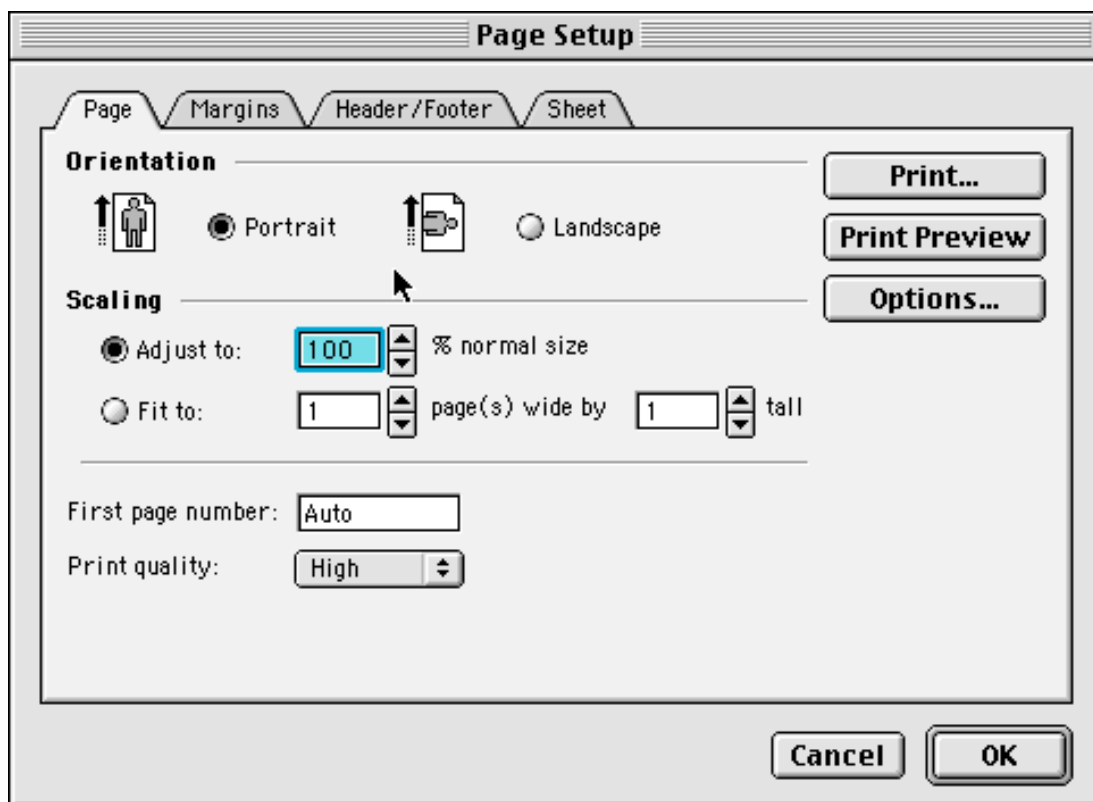 Page Setup
Page Margins Header/Footer Sheet
Orientation
Print...
Portrait Landscape
Print Preview
Scaling
Options...
Adjust to: 100 % normal size
Fit to: 1 page(s) wide by 1 tall
First page number: Auto
Print quality: High
Cancel OK